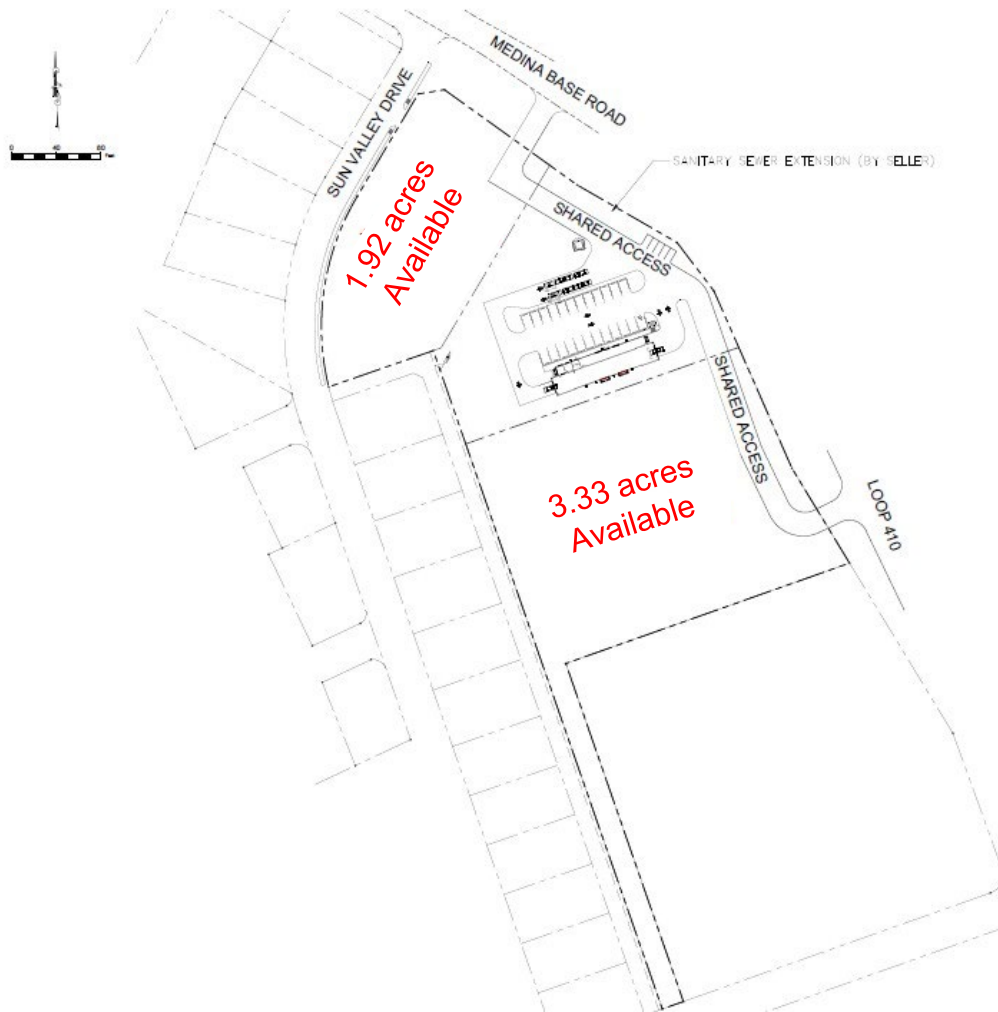 MEDINA BASE ROAD
SUN VALLEY DRIVE
SANITARY SEWER EXTENSION (BY SELLER)
0 40 80
1.92 acres
Available
SHARED ACCESS
SHARED ACCESS
3.33 acres
Available
LOOP 410